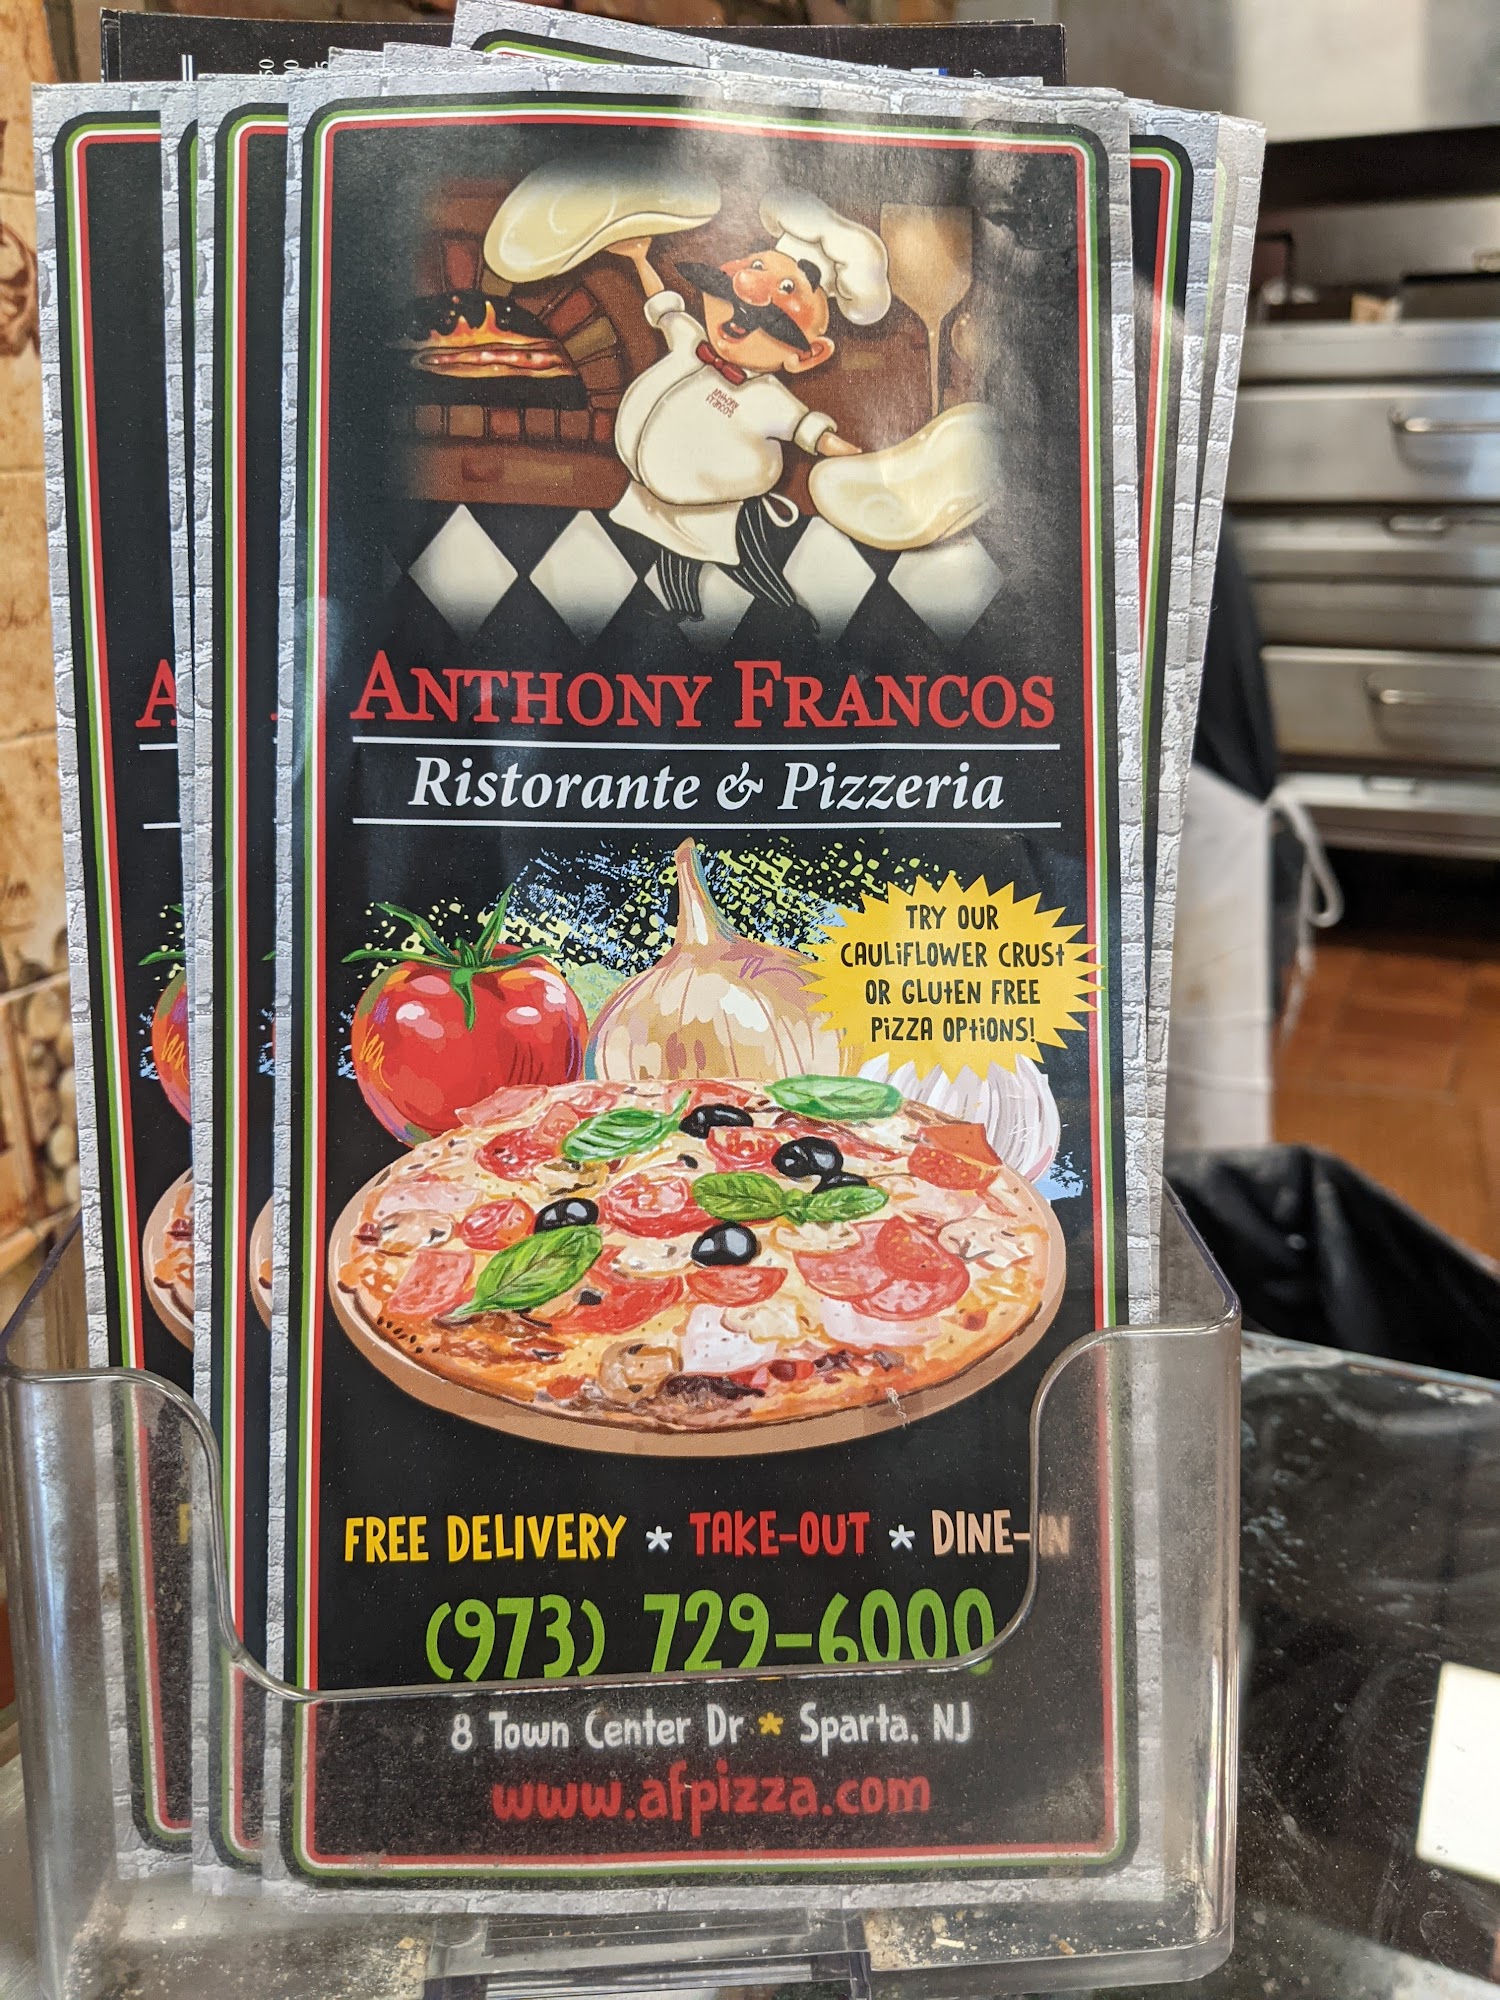 ANTHONY FRANCOS
Ristorante & Pizzeria
TRY OUR
CAULIFLOWER CRUST
OR GLUTEN FREE
PIZZA OPTIONS!
FREE DELIVERY * TAKE-OUT * DINE-IN
(973) 729-6000
8 Town Center Dr * Sparta, NJ
www.afpizza.com